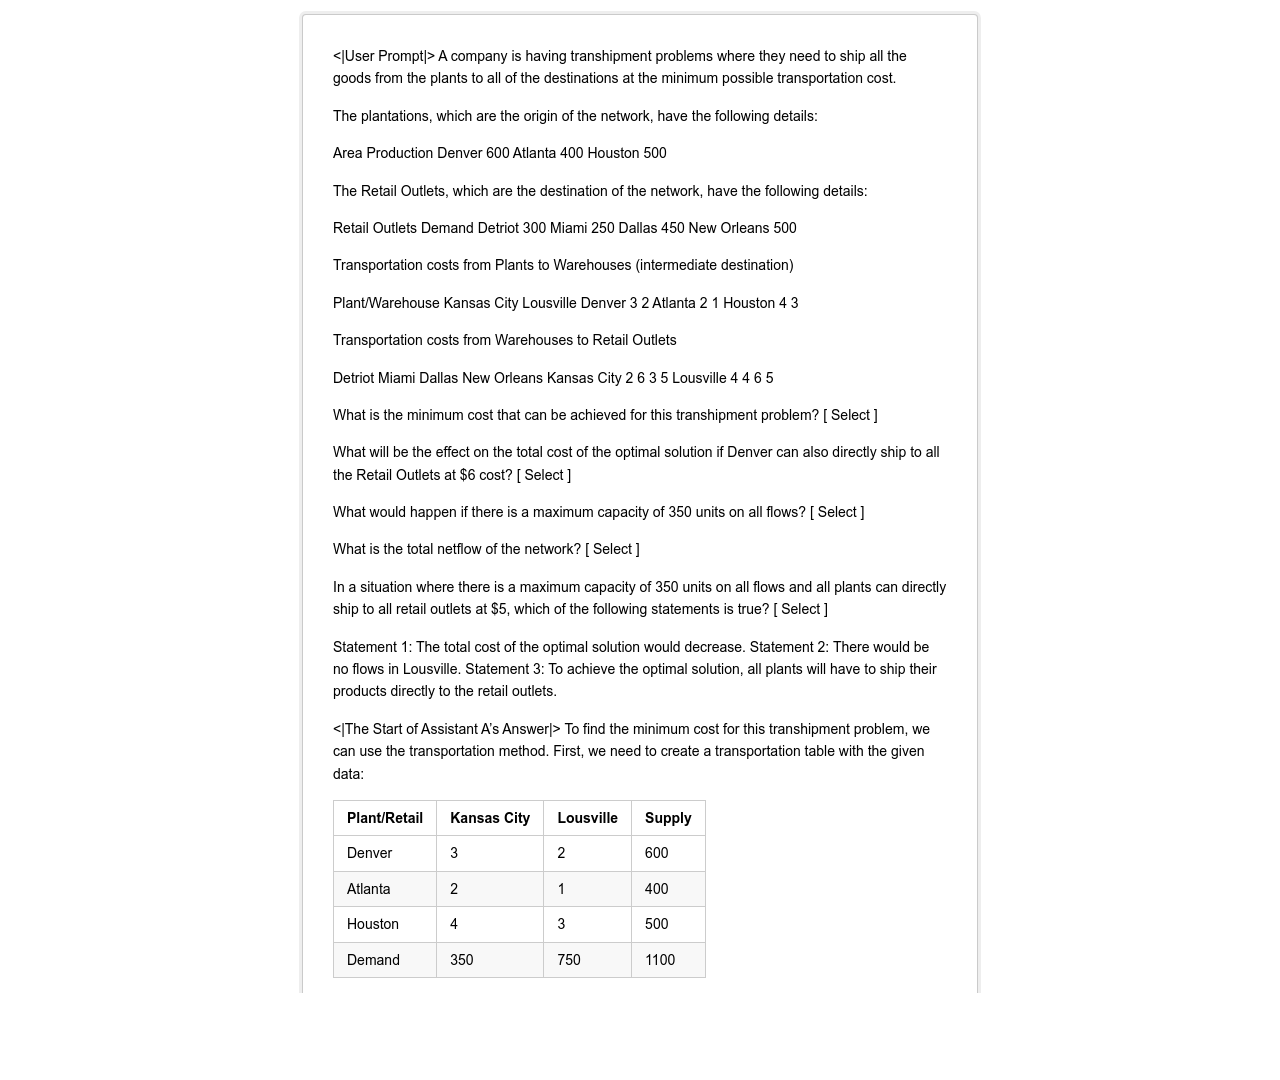 <|User Prompt|> A company is having transhipment problems where they need to ship all the
goods from the plants to all of the destinations at the minimum possible transportation cost.
The plantations, which are the origin of the network, have the following details:
Area Production Denver 600 Atlanta 400 Houston 500
The Retail Outlets, which are the destination of the network, have the following details:
Retail Outlets Demand Detriot 300 Miami 250 Dallas 450 New Orleans 500
Transportation costs from Plants to Warehouses (intermediate destination)
Plant/Warehouse Kansas City Lousville Denver 3 2 Atlanta 2 1 Houston 4 3
Transportation costs from Warehouses to Retail Outlets
Detriot Miami Dallas New Orleans Kansas City 2 6 3 5 Lousville 4 4 6 5
What is the minimum cost that can be achieved for this transhipment problem? [ Select ]
What will be the effect on the total cost of the optimal solution if Denver can also directly ship to all
the Retail Outlets at $6 cost? [ Select ]
What would happen if there is a maximum capacity of 350 units on all flows? [ Select ]
What is the total netflow of the network? [ Select ]
In a situation where there is a maximum capacity of 350 units on all flows and all plants can directly
ship to all retail outlets at $5, which of the following statements is true? [ Select ]
Statement 1: The total cost of the optimal solution would decrease. Statement 2: There would be
no flows in Lousville. Statement 3: To achieve the optimal solution, all plants will have to ship their
products directly to the retail outlets.
<|The Start of Assistant A’s Answer|> To find the minimum cost for this transhipment problem, we
can use the transportation method. First, we need to create a transportation table with the given
data:
Plant/Retail Kansas City Lousville Supply
Denver 3 2 600
Atlanta 2 1 400
Houston 4 3 500
Demand 350 750 1100